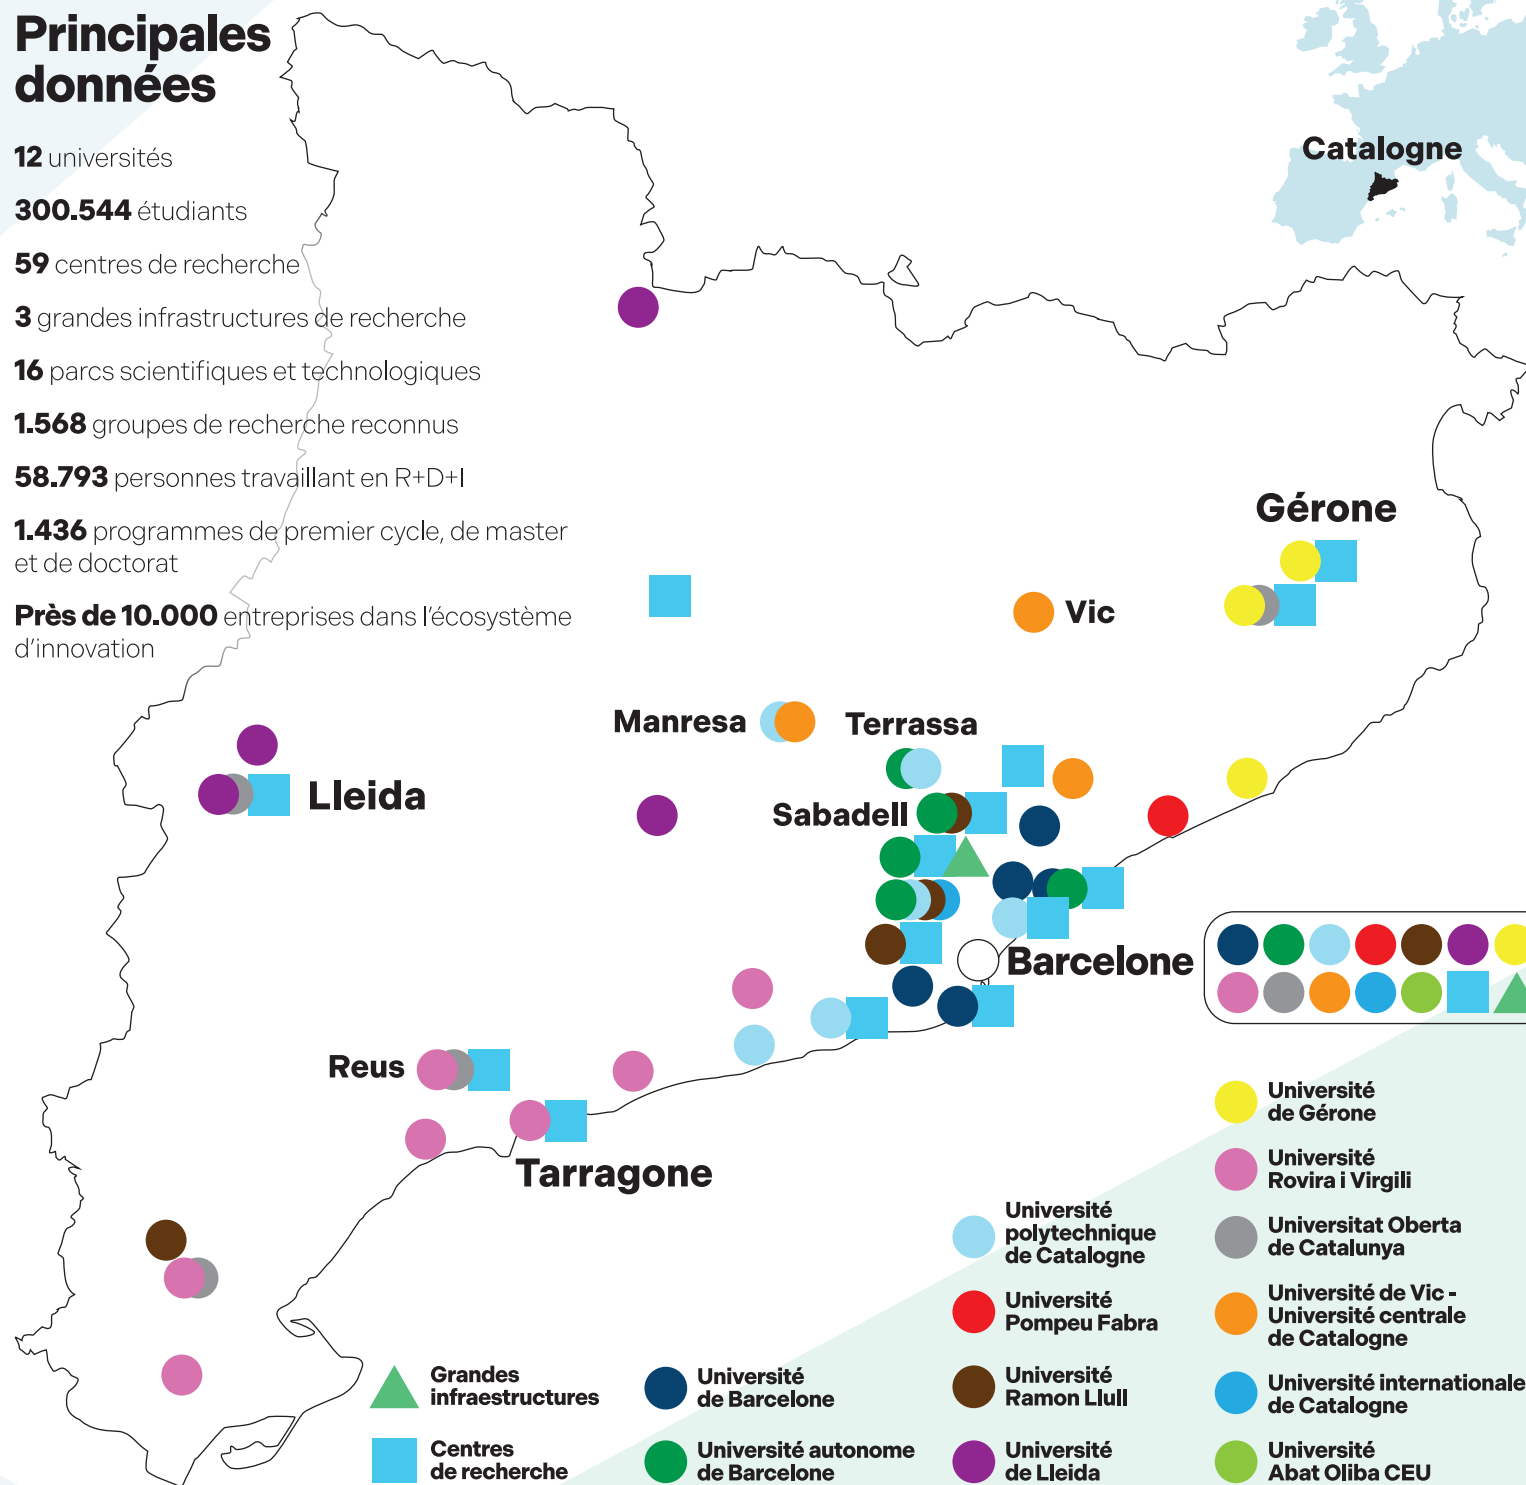 Principales
données
12 universités
300.544 étudiants
59 centres de recherche
3 grandes infrastructures de recherche
16 parcs scientifiques et technologiques
1.568 groupes de recherche reconnus
58.793 personnes travaillant en R+D+I
1.436 programmes de premier cycle, de master
et de doctorat
Près de 10.000 entreprises dans l'écosystème
d'innovation
Catalogne
Gérone
Vic
Manresa
Terrassa
Lleida
Sabadell
Barcelone
Reus
Tarragone
Grandes
infraestructures
Centres
de recherche
Université
de Barcelone
Université autonome
de Barcelone
Université
polytechnique
de Catalogne
Université
Pompeu Fabra
Université
Ramon Llull
Université
de Lleida
Université
de Gérone
Université
Rovira i Virgili
Universitat Oberta
de Catalunya
Université de Vic -
Université centrale
de Catalogne
Université internationale
de Catalogne
Université
Abat Oliba CEU